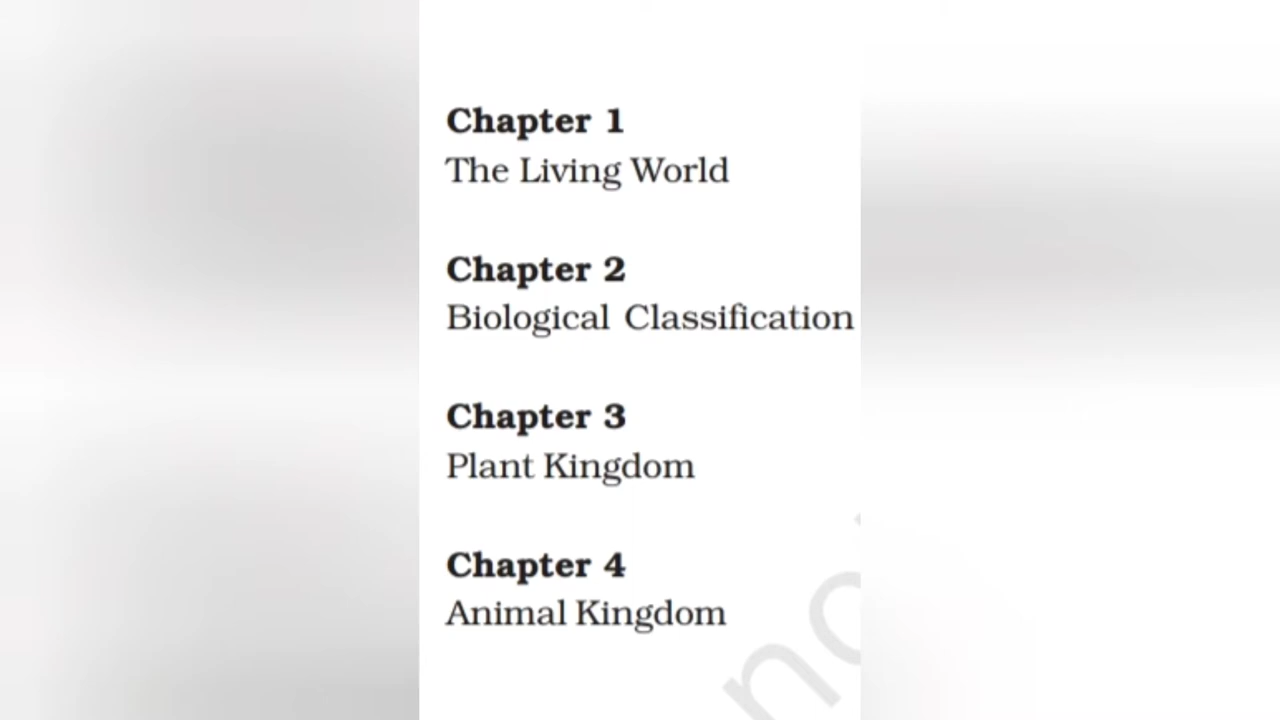 Chapter 1
The Living World
Chapter 2
Biological Classification
Chapter 3
Plant Kingdom
Chapter 4
Animal Kingdom